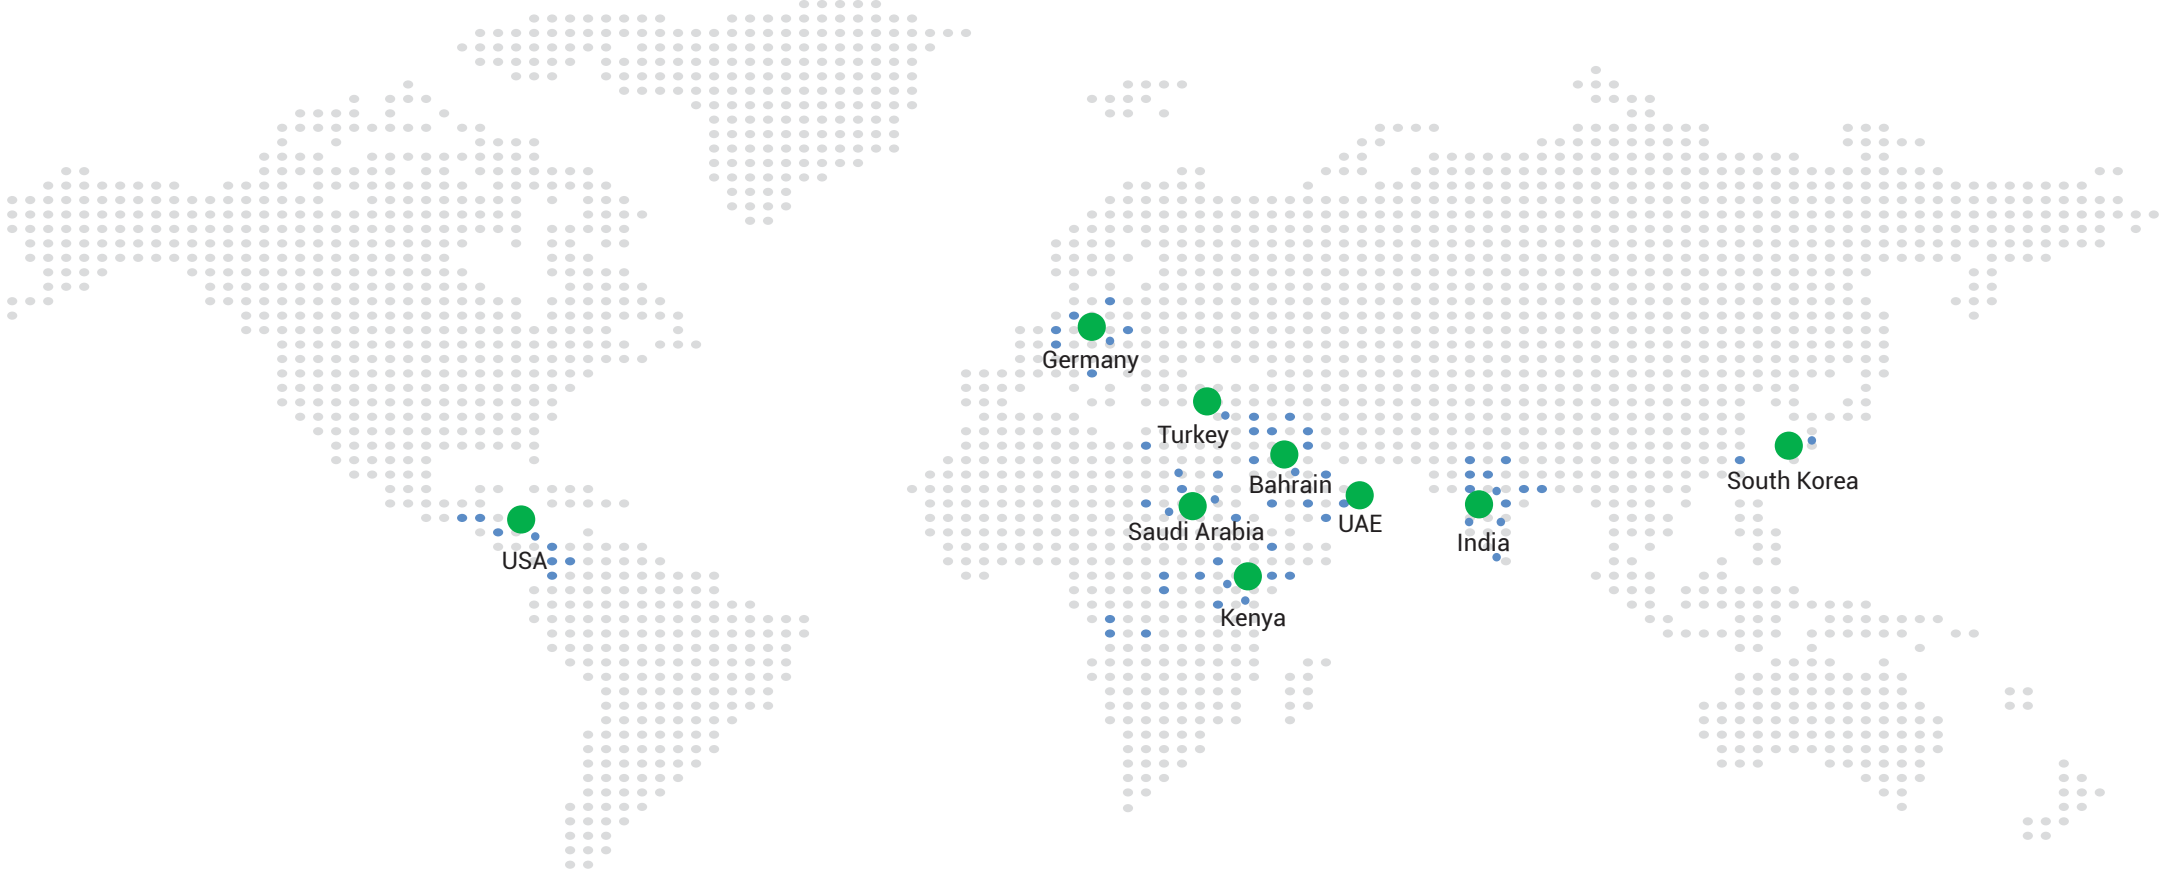 Germany
Turkey
South Korea
Bahrain
UAE
Saudi Arabia
India
USA
Kenya